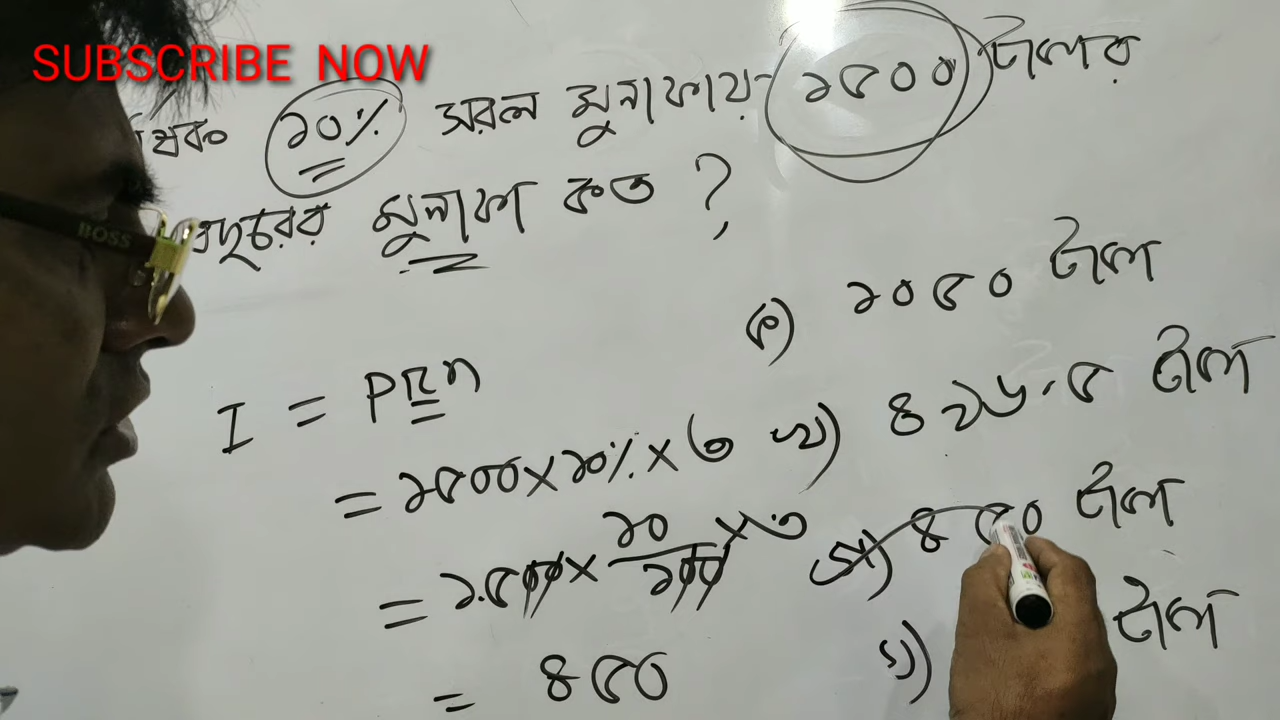 SUBSCRIBE NOW
১০% সরল মুনাফায় ১৫০০ টাকার
বছরের মুনাফা কত ?
BOSS
ক) ১০৫০ টাকা
I = Prn
খ) ৪২৬.৫ টাকা
= ১৫০০ × ১০% × ৩
গ) ৪৫০ টাকা
= ১৫০০ × ১০/১০০ × ৩
ঘ) টাকা
= ৪৫০